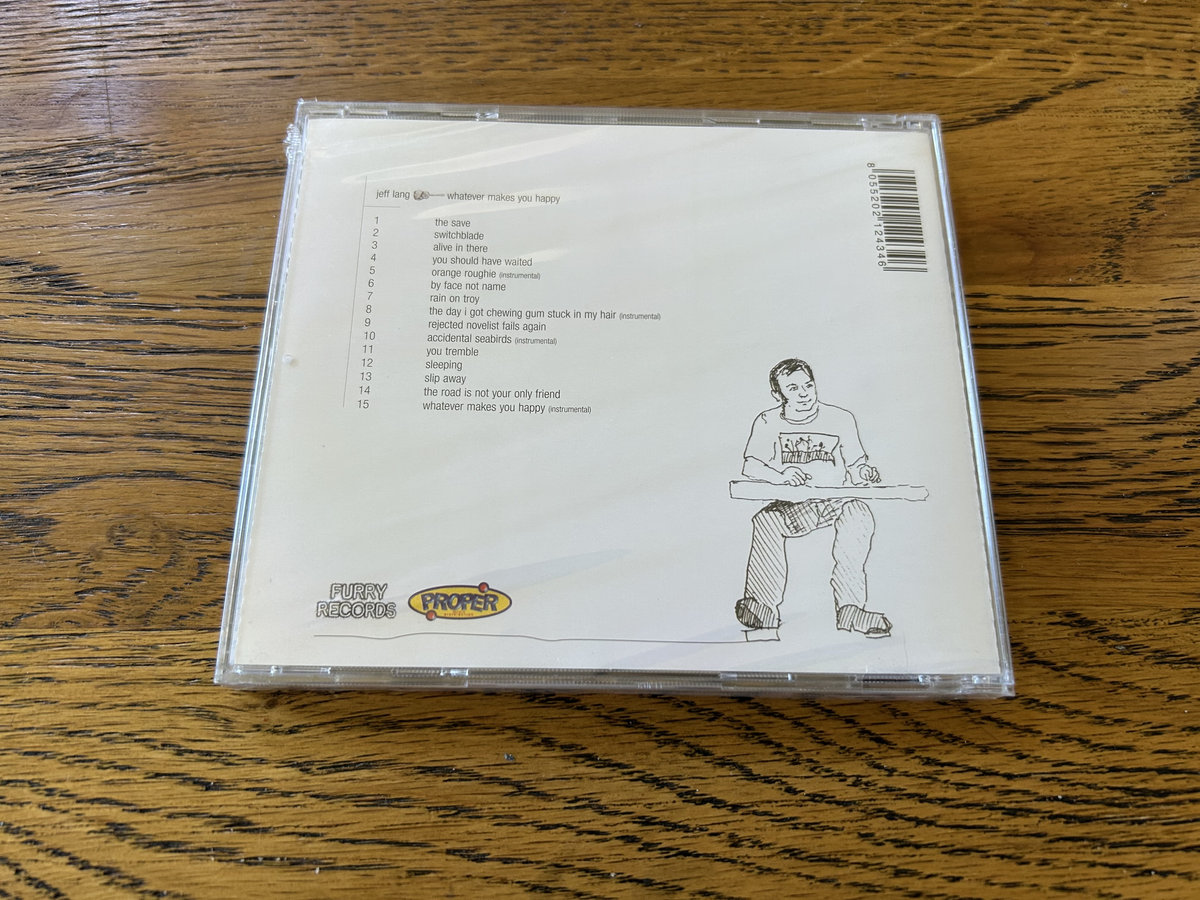 jeff lang whatever makes you happy
1 the save
2 switchblade
3 alive in there
4 you should have waited
5 orange roughie (instrumental)
6 by face not name
7 rain on troy
8 the day i got chewing gum stuck in my hair (instrumental)
9 rejected novelist fails again
10 accidental seabirds (instrumental)
11 you tremble
12 sleeping
13 slip away
14 the road is not your only friend
15 whatever makes you happy (instrumental)
8 055202 124346
FURRY
RECORDS
PROPER
DISTRIBUTION